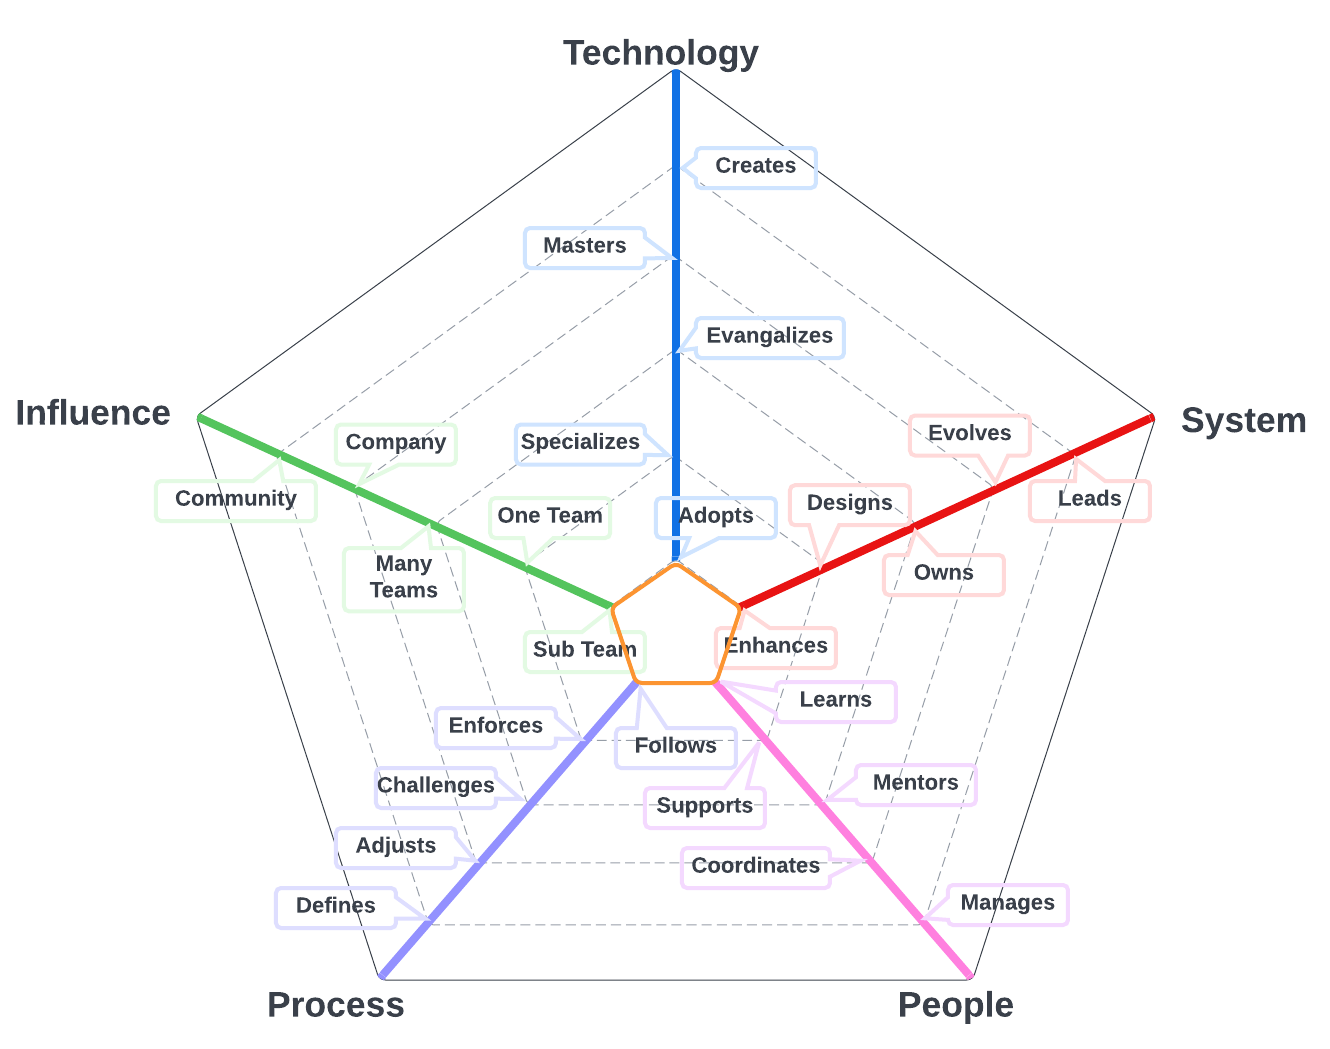 Technology
Creates
Masters
Evangalizes
Influence
System
Company
Specializes
Evolves
Community
Leads
One Team
Adopts
Designs
Many
Teams
Owns
Sub Team
Enhances
Learns
Enforces
Follows
Challenges
Mentors
Supports
Adjusts
Coordinates
Defines
Manages
Process
People